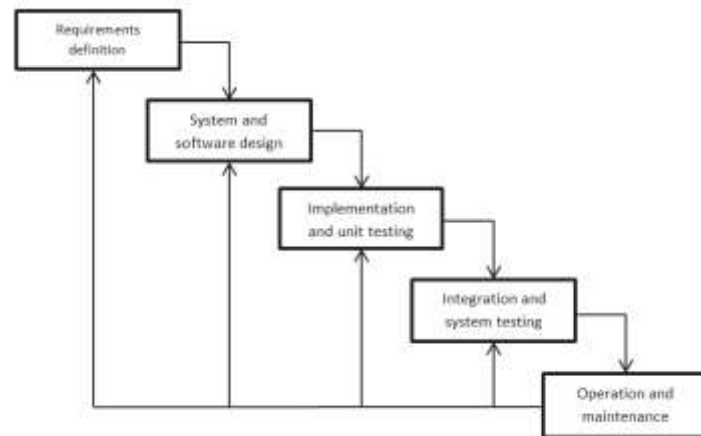 Requirements
definition
System and
software design
Implementation
and unit testing
Integration and
system testing
Operation and
maintenance